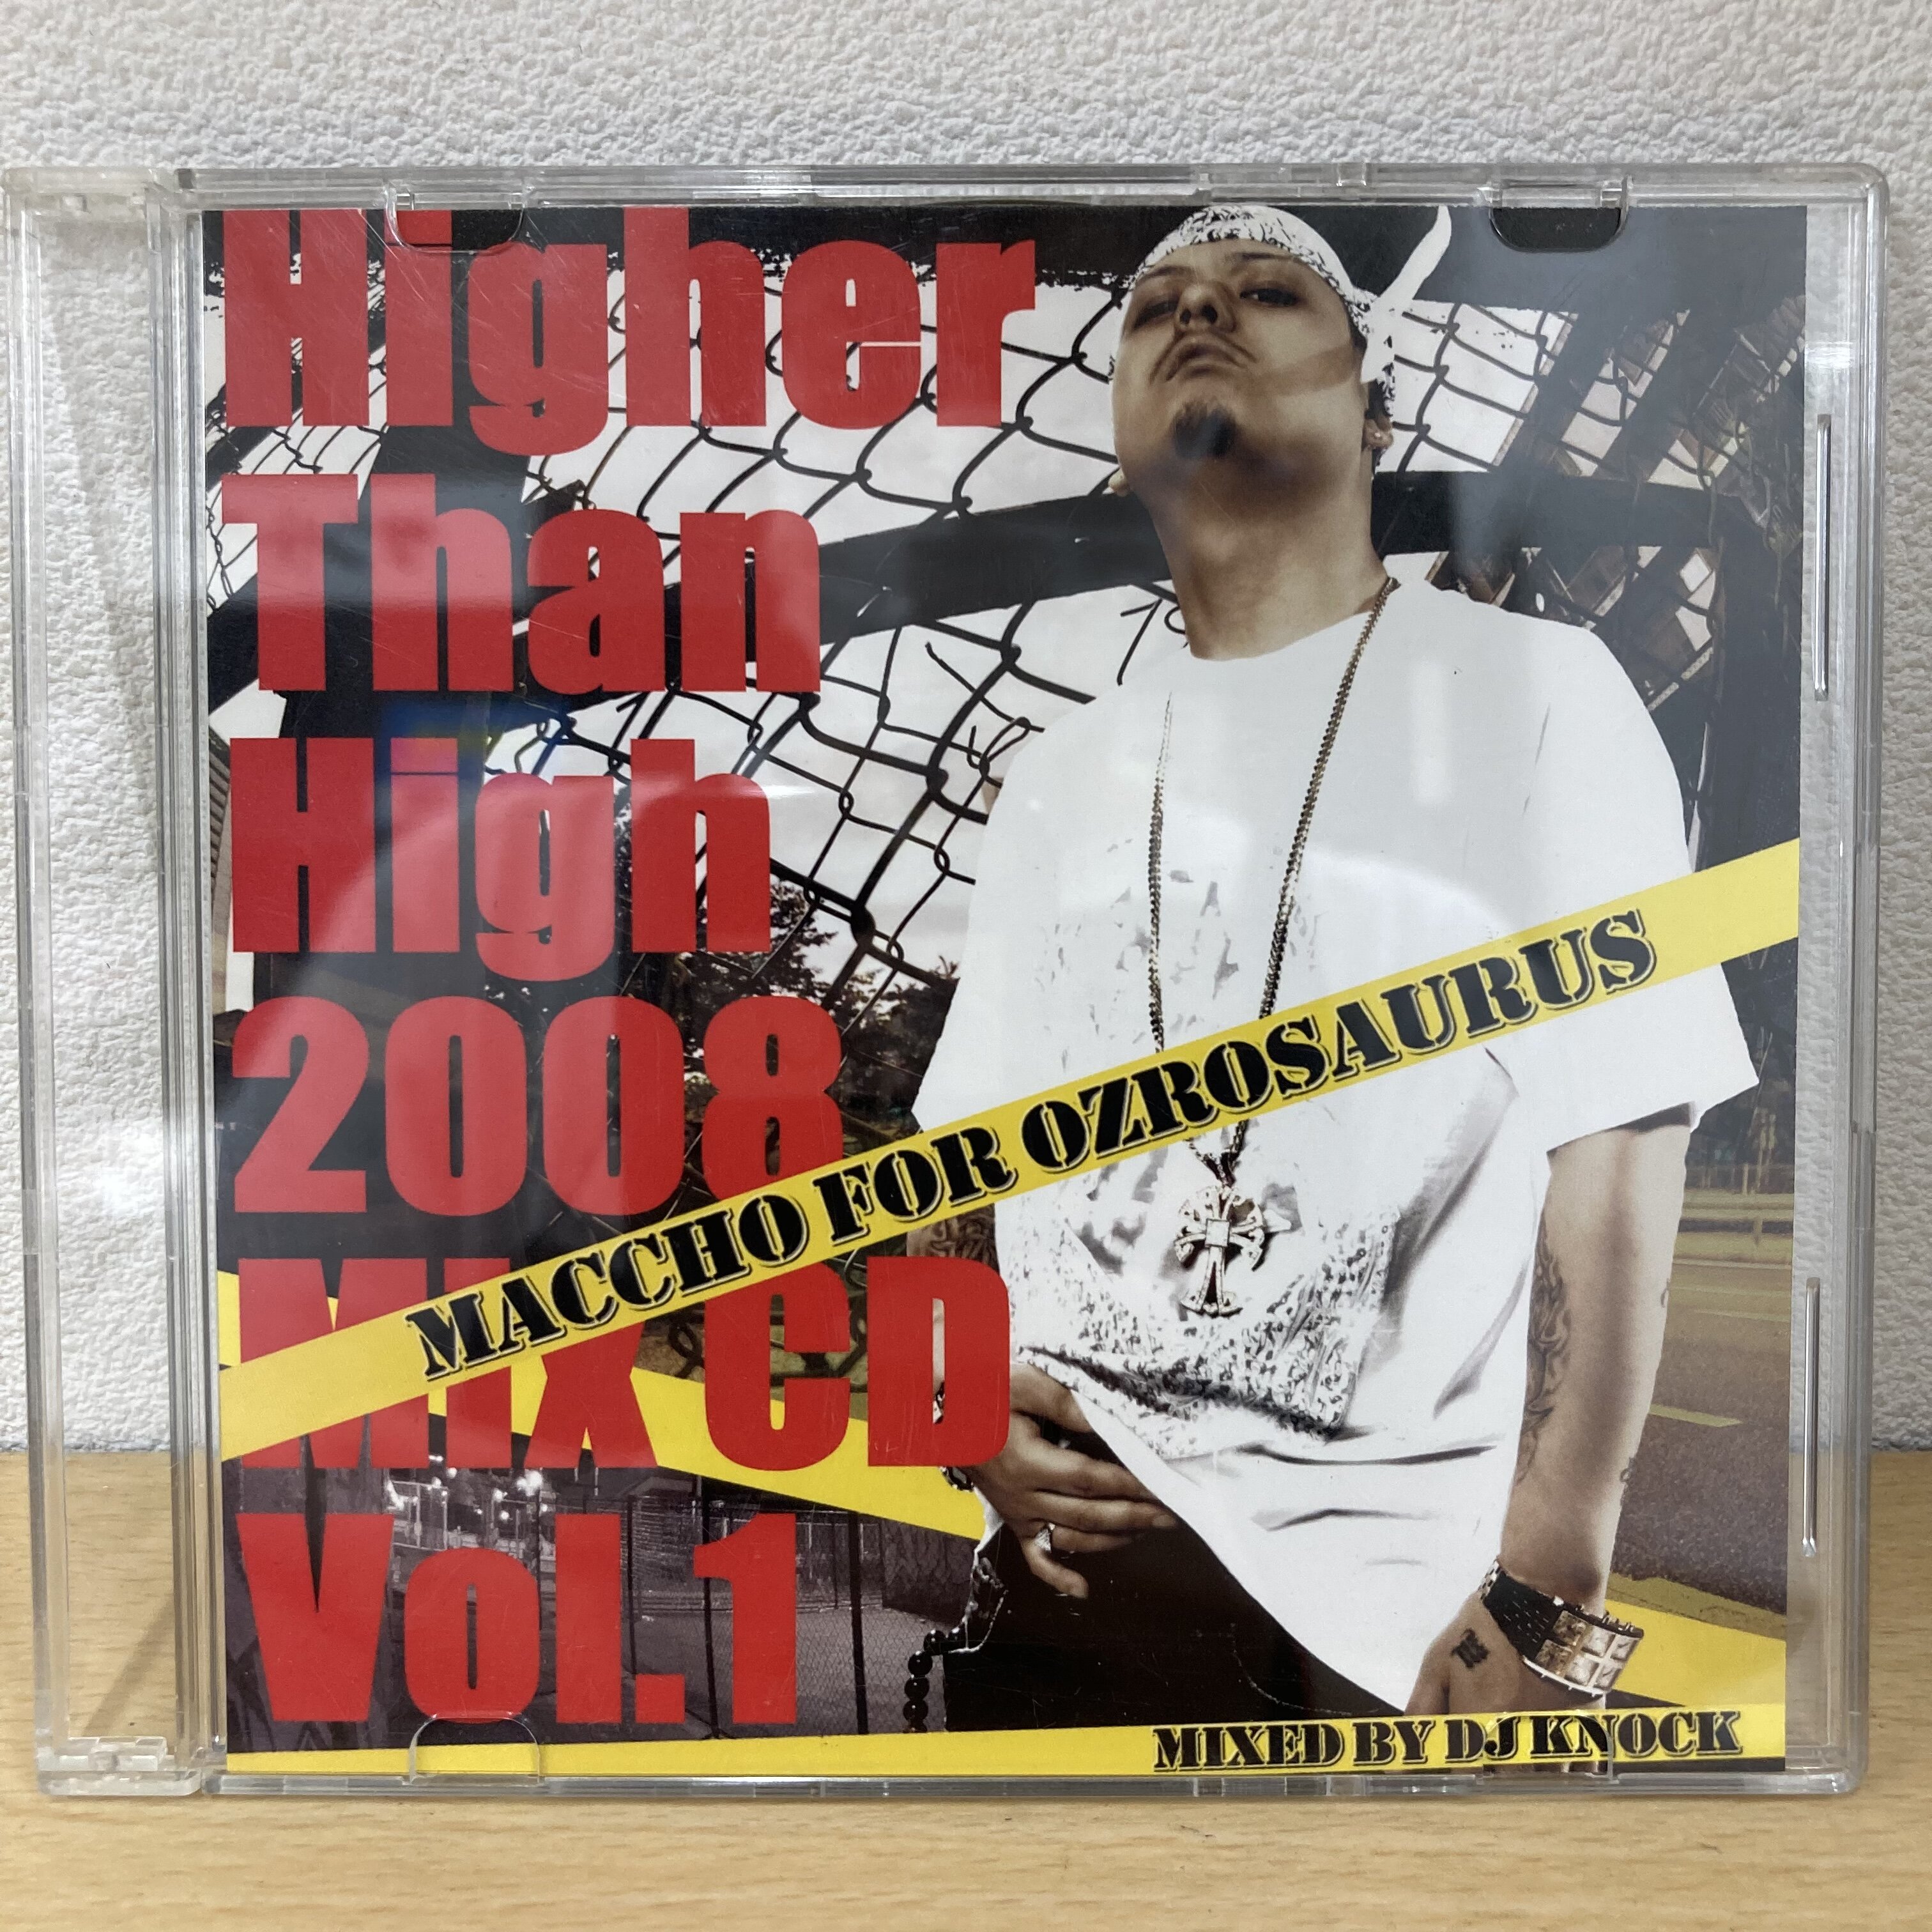 Higher
Than
High
2008
Mix CD
Vol.1
MACCHO FOR OZROSAURUS
MIXED BY DJ KNOCK